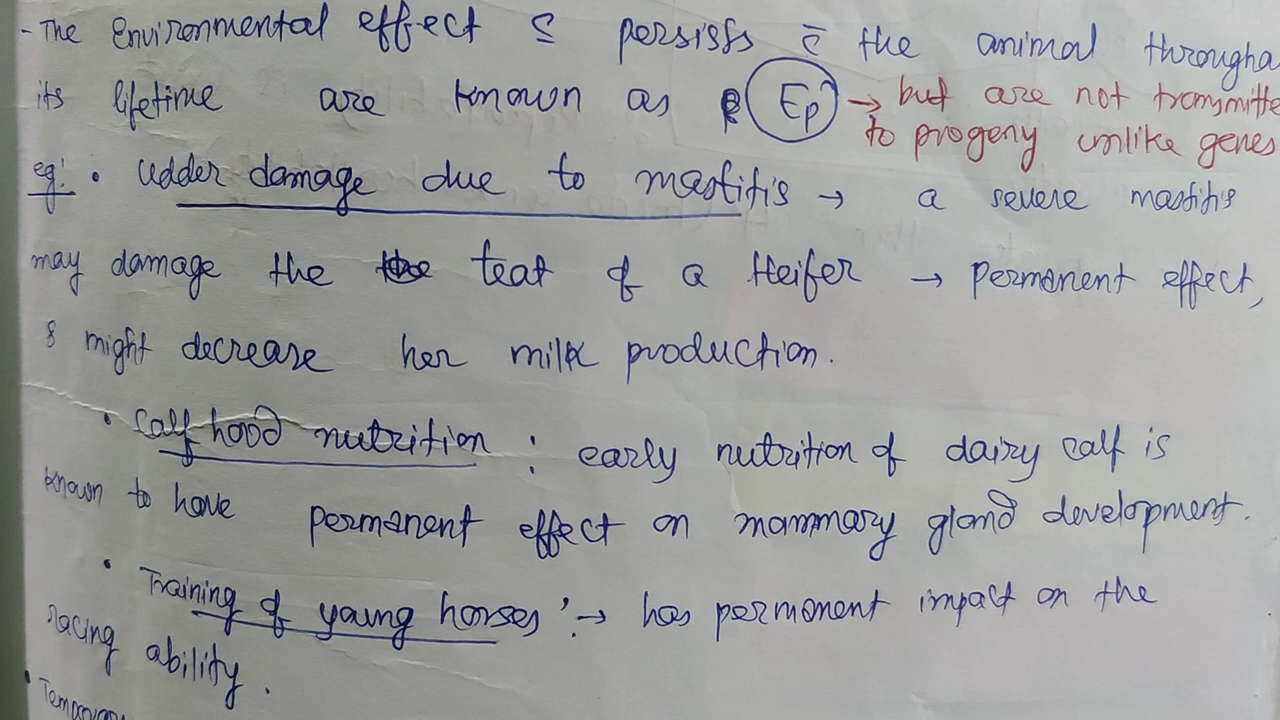 - The Environmental effect c̄ persists c̄ the animal througho
its lifetime are known as Ep → but are not transmitte
to progeny unlike genes
eg: • Udder damage due to mastitis → a severe mastitis
may damage the teat of a Heifer → permanent effect,
& might decrease her milk production.
• Calf hood nutrition : early nutrition of dairy calf is
known to have permanent effect on mammary gland development.
• Training of young horses :→ has permanent impact on the
racing ability.
• Temporary